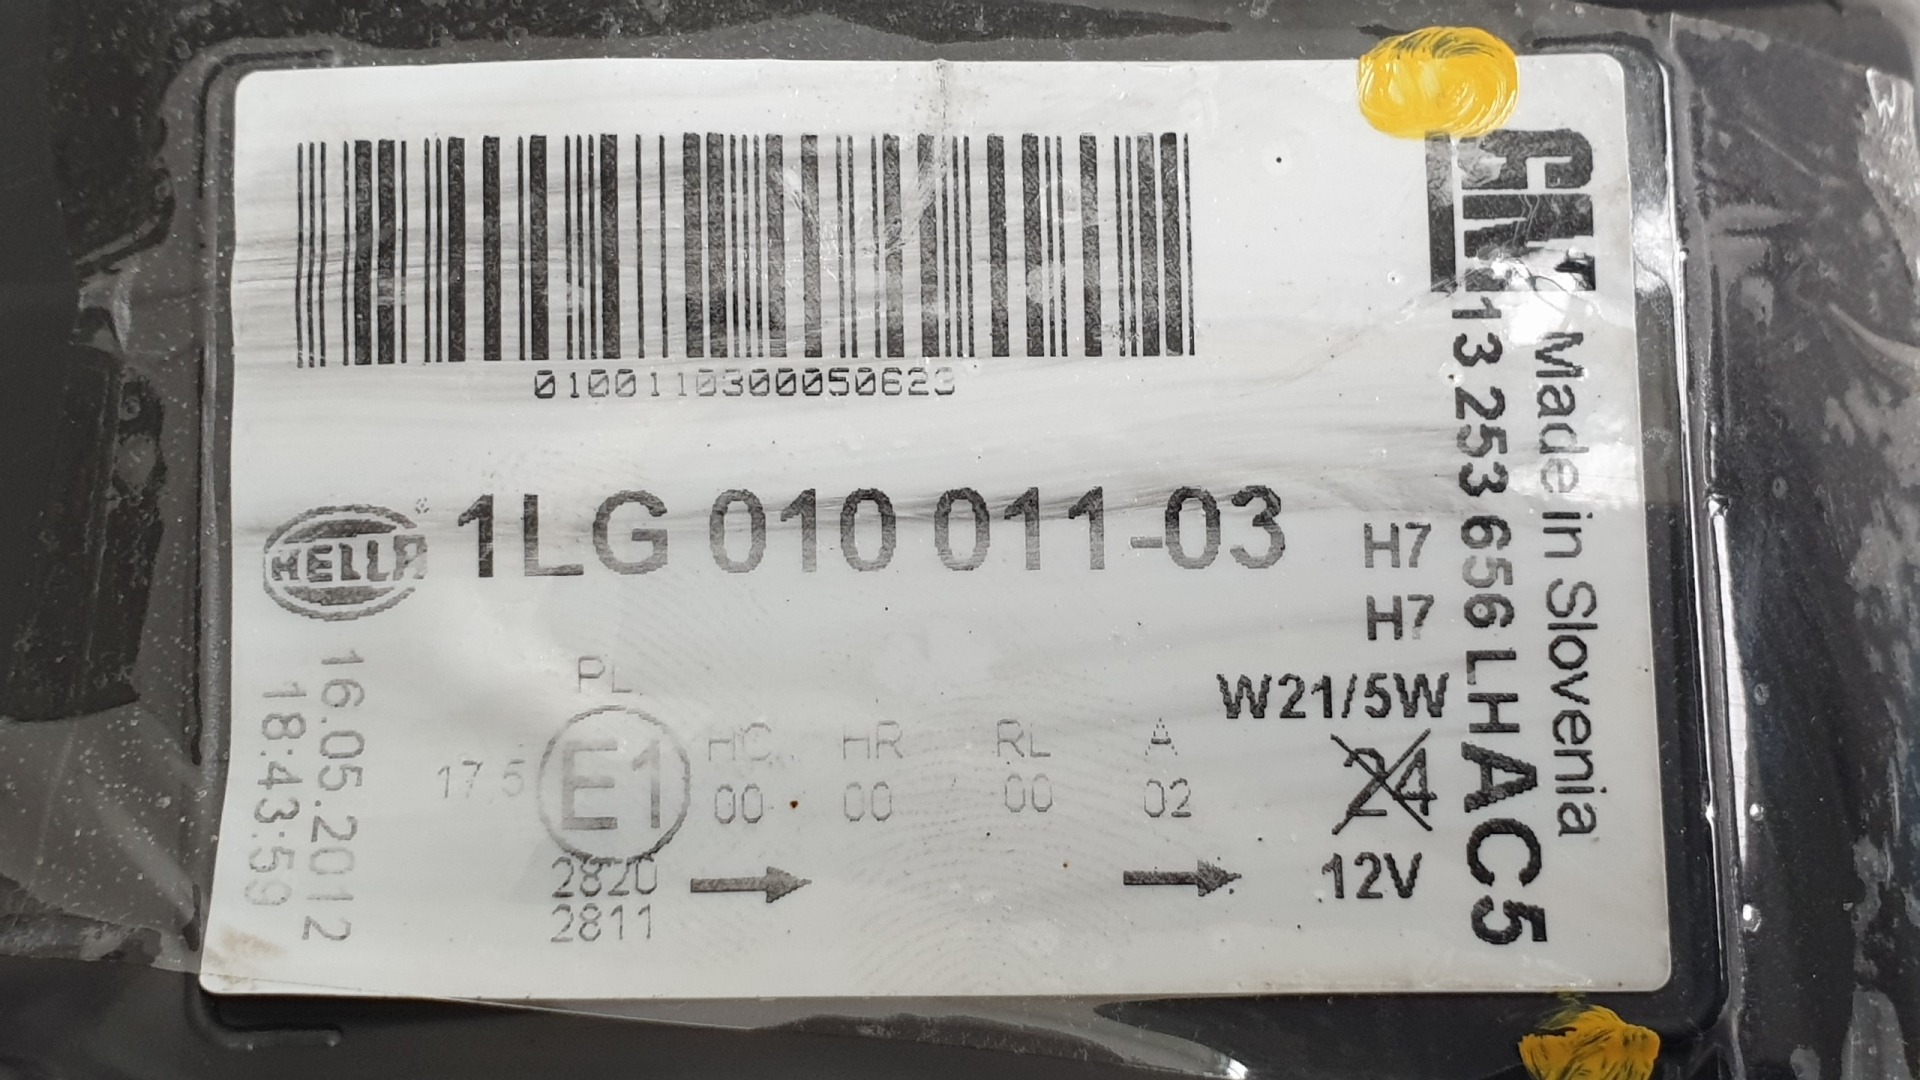 0100110300050623
HELLA
1LG 010 011-03
H7
H7
W21/5W
24
12V
PL
17,5
E1
HC HR RL A
00 00 00 02
2820
2811
16.05.2012
18:43:59
GM
13 253 656 LHAC5
Made in Slovenia